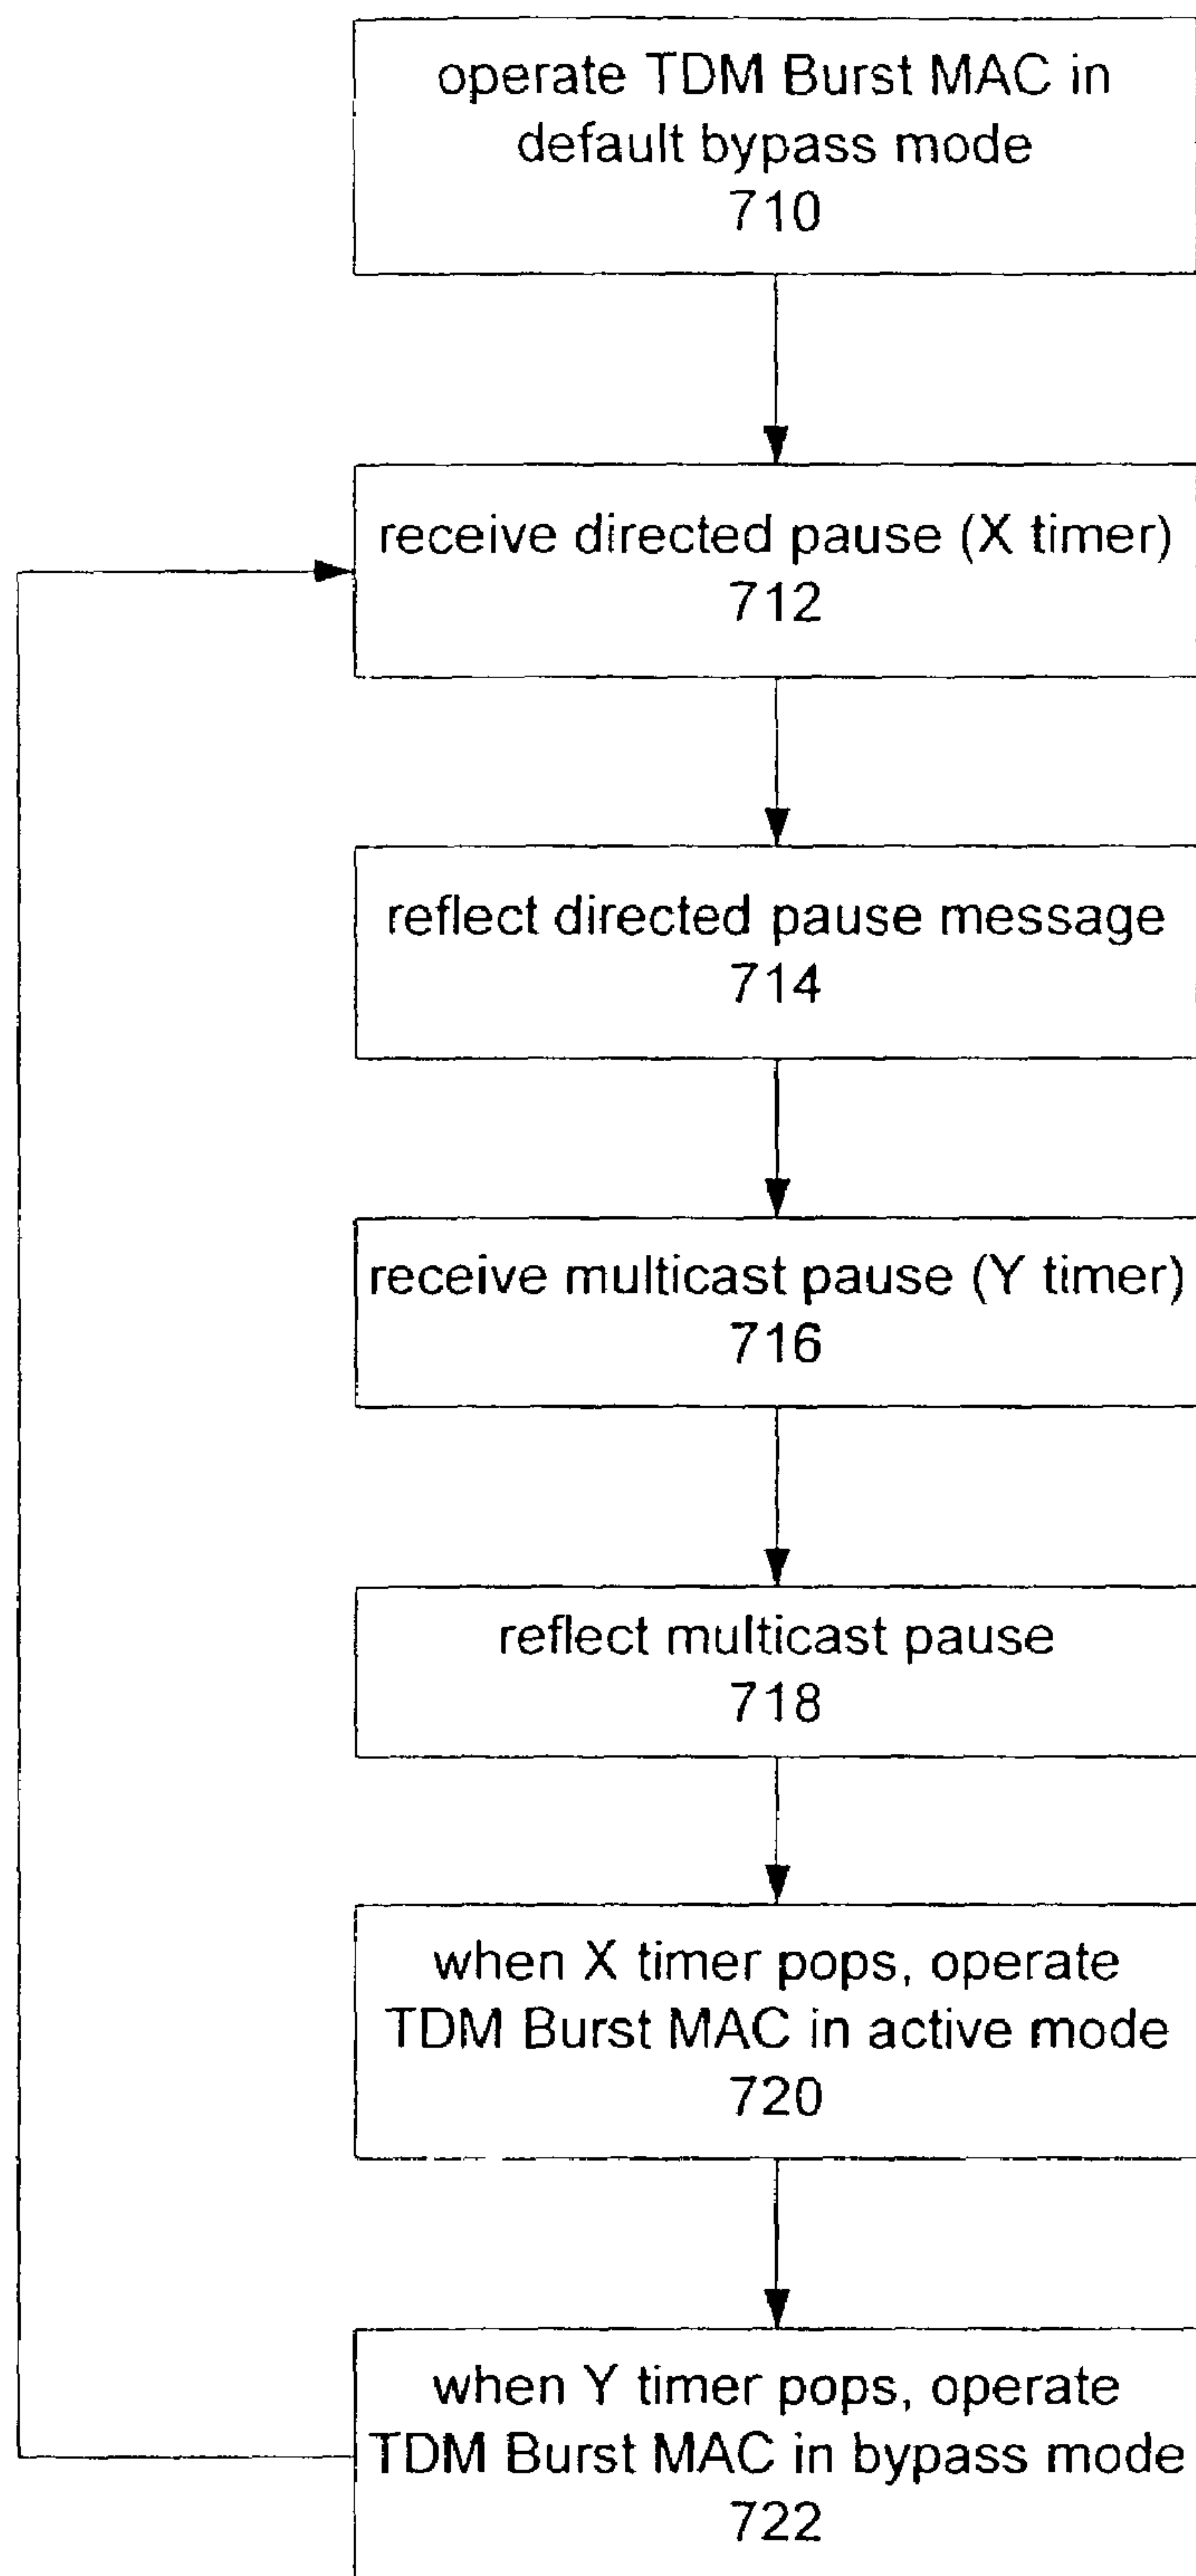 operate TDM Burst MAC in
default bypass mode
710
receive directed pause (X timer)
712
reflect directed pause message
714
receive multicast pause (Y timer)
716
reflect multicast pause
718
when X timer pops, operate
TDM Burst MAC in active mode
720
when Y timer pops, operate
TDM Burst MAC in bypass mode
722